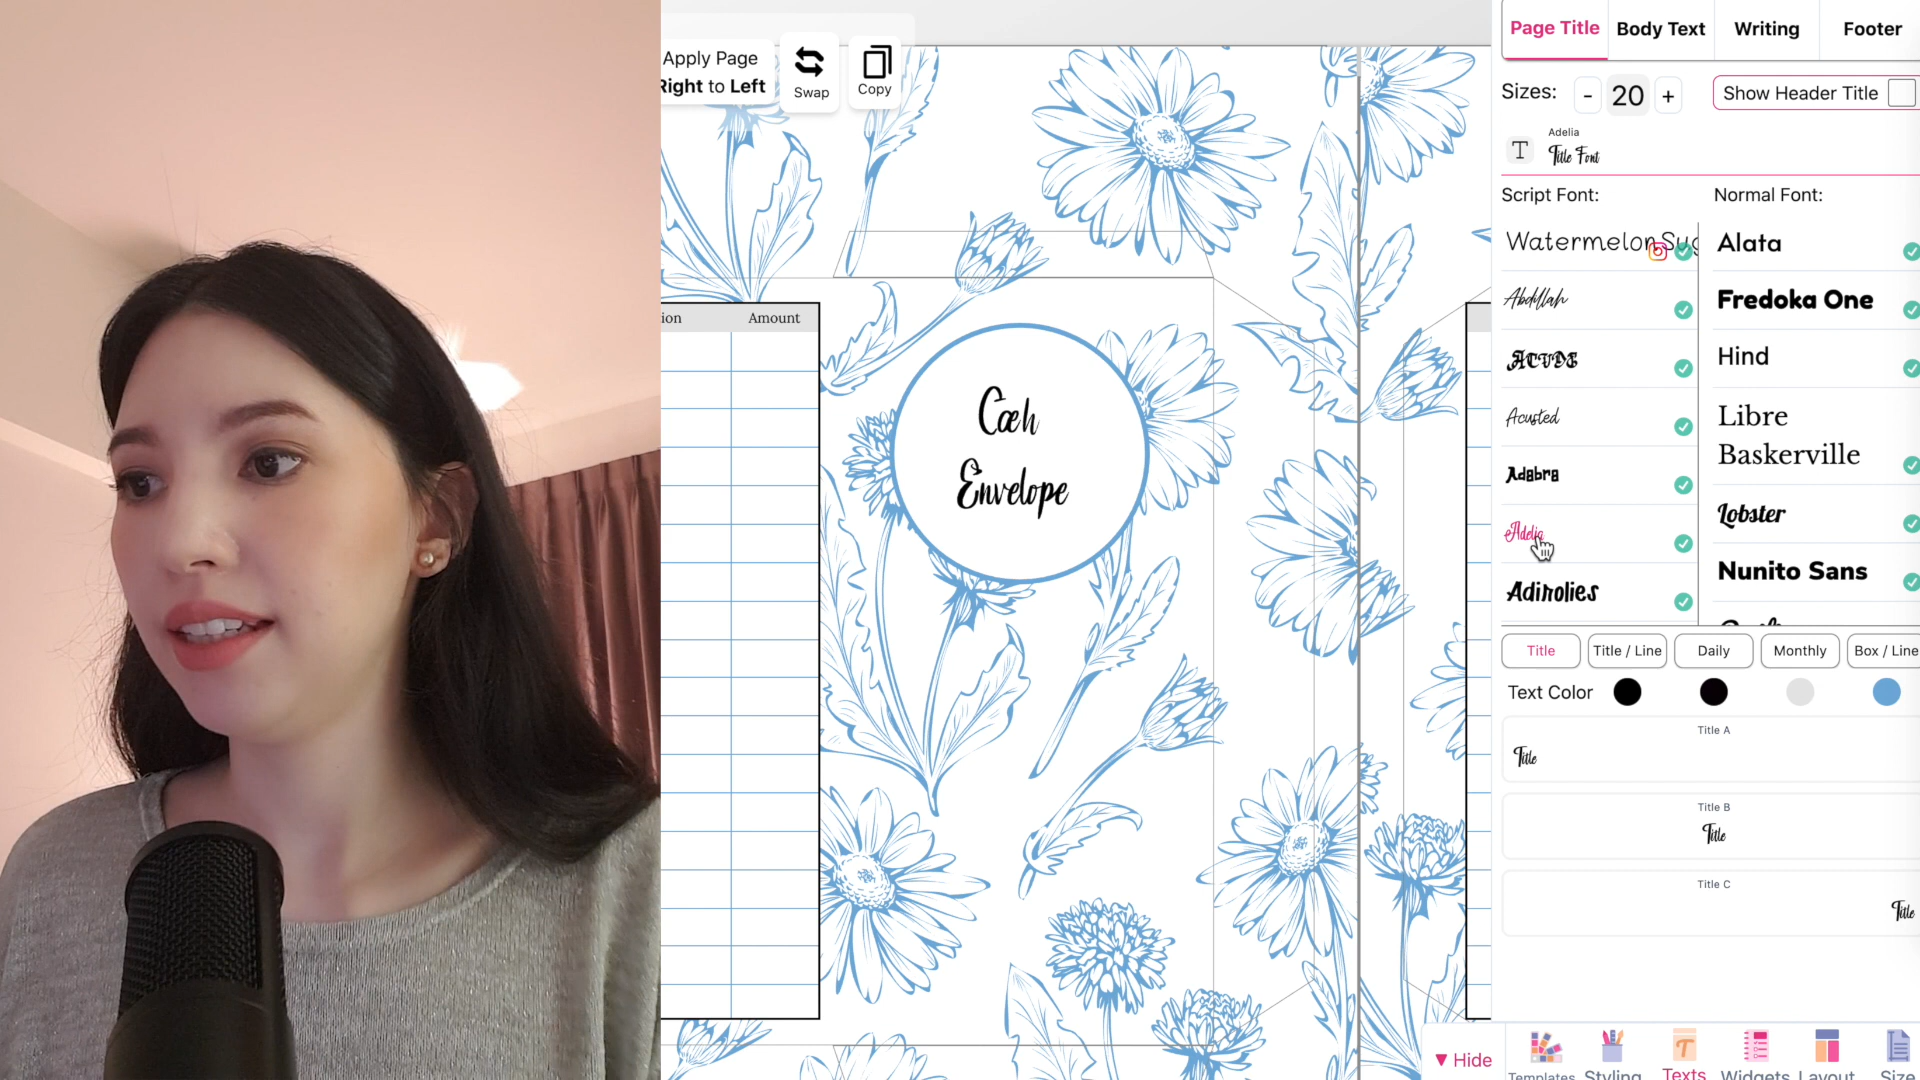 Apply Page
Right to Left
Swap
Copy
Page Title
Body Text
Writing
Footer
Sizes:
-
20
+
Show Header Title
Adelia
T
Title Font
Script Font:
Normal Font:
Abdillah
Acusted
Adabra
Adelia
Adinolies
Alata
Fredoka One
Hind
Libre
Baskerville
Lobster
Nunito Sans
ion
Amount
Cash
Envelope
Title
Title / Line
Daily
Monthly
Box / Line
Text Color
Title A
Title
Title B
Title
Title C
Title
▼ Hide
Templates
Styling
Texts
Widgets
Layout
Size